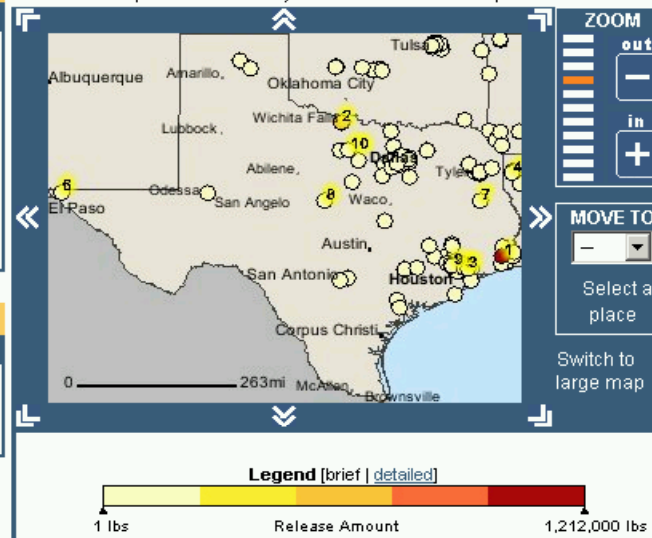 ZOOM
out
in
MOVE TO
–
Select a
place
Switch to
large map
Tulsa
Albuquerque
Amarillo
Oklahoma City
Wichita Falls
2
Lubbock
10
Dallas
Abilene
Tyler
4
6
Odessa
8
7
El Paso
San Angelo
Waco
Austin
1
9
3
San Antonio
Houston
Corpus Christi
0
263mi
McAllen
Brownsville
Legend [brief | detailed]
1 lbs
Release Amount
1,212,000 lbs